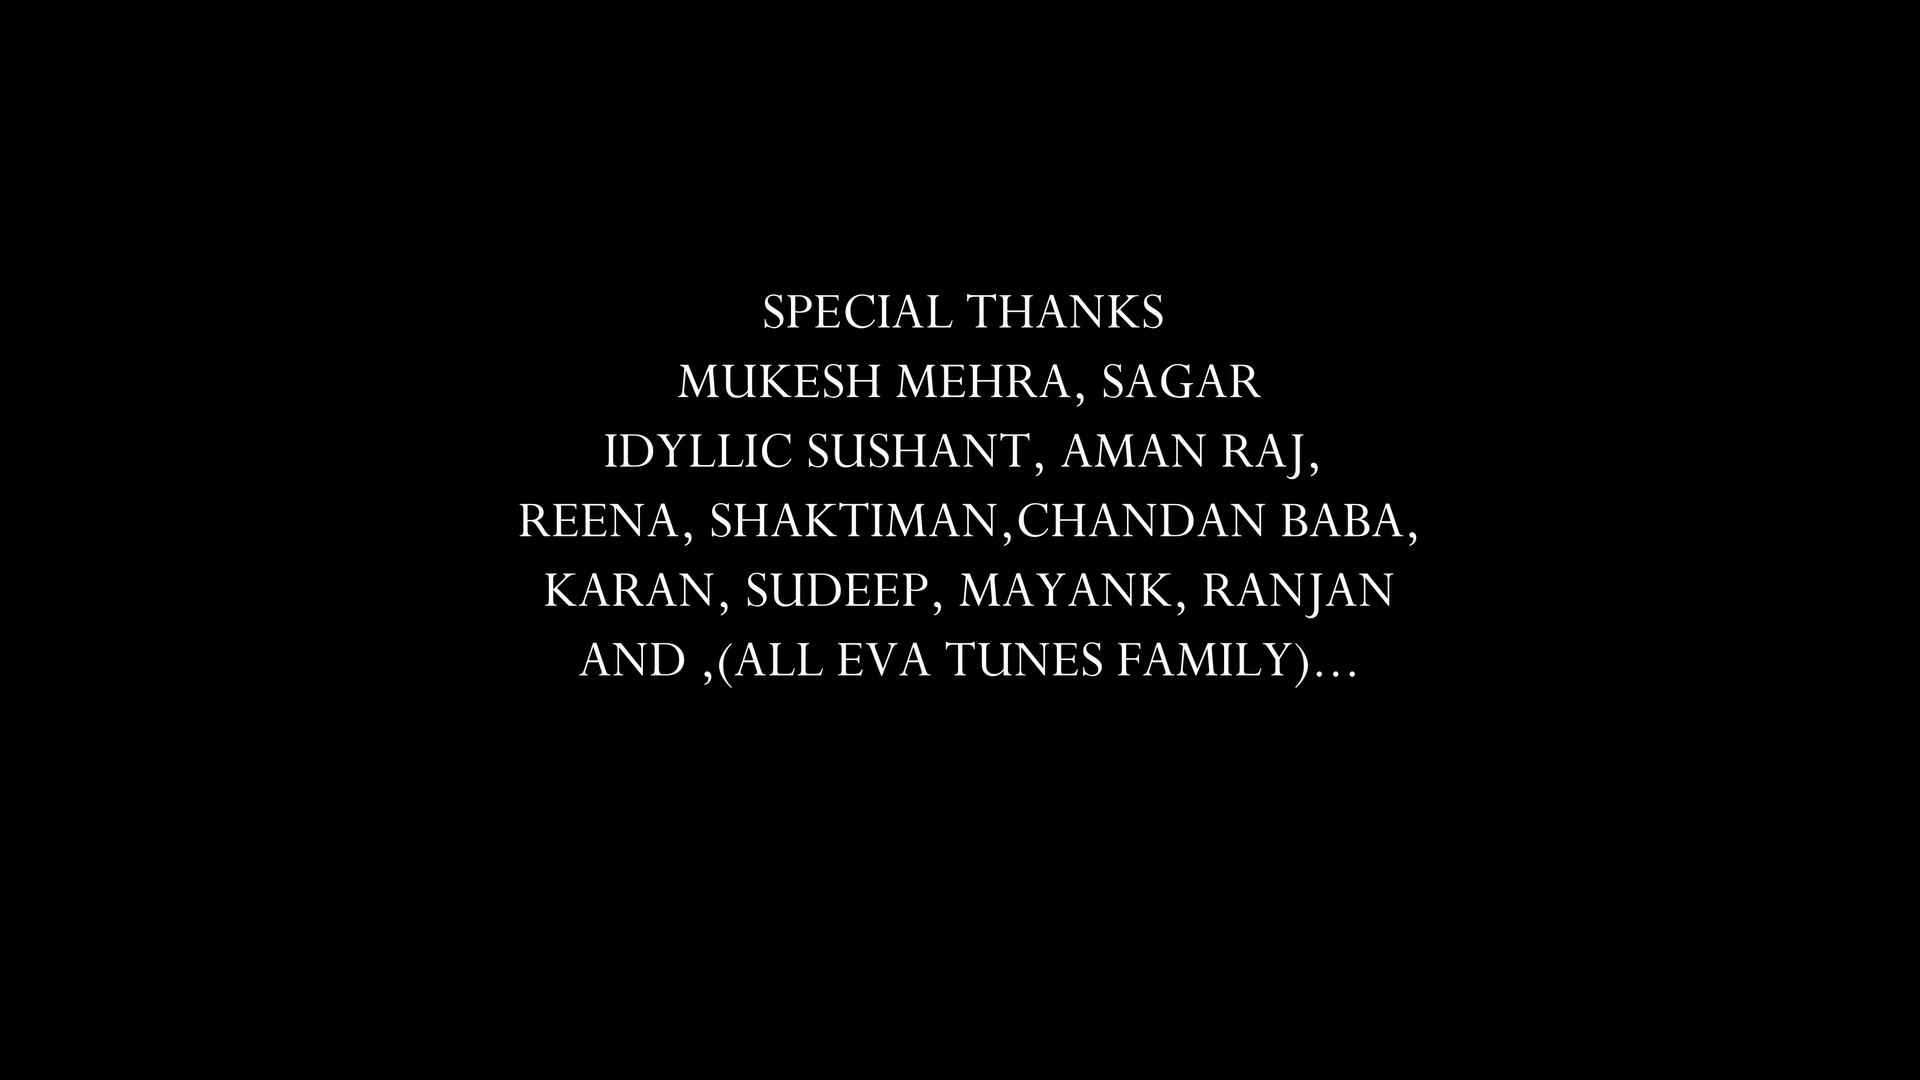 SPECIAL THANKS
MUKESH MEHRA, SAGAR
IDYLLIC SUSHANT, AMAN RAJ,
REENA, SHAKTIMAN,CHANDAN BABA,
KARAN, SUDEEP, MAYANK, RANJAN
AND ,(ALL EVA TUNES FAMILY)...